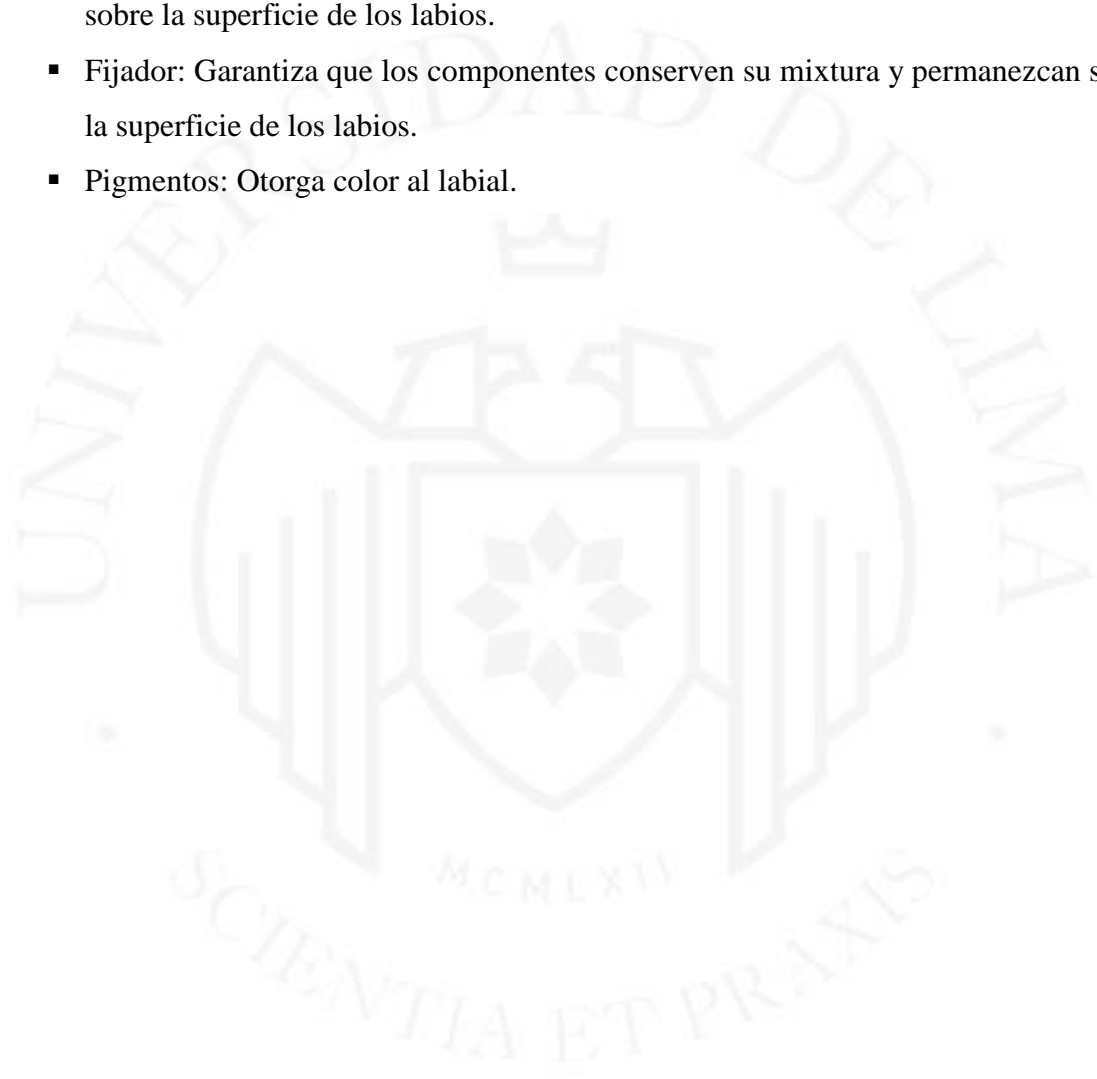 sobre la superficie de los labios.
▪ Fijador: Garantiza que los componentes conserven su mixtura y permanezcan s
la superficie de los labios.
▪ Pigmentos: Otorga color al labial.
UNIVERSIDAD DE LIMA
MCMLXII
SCIENTIA ET PRAXIS